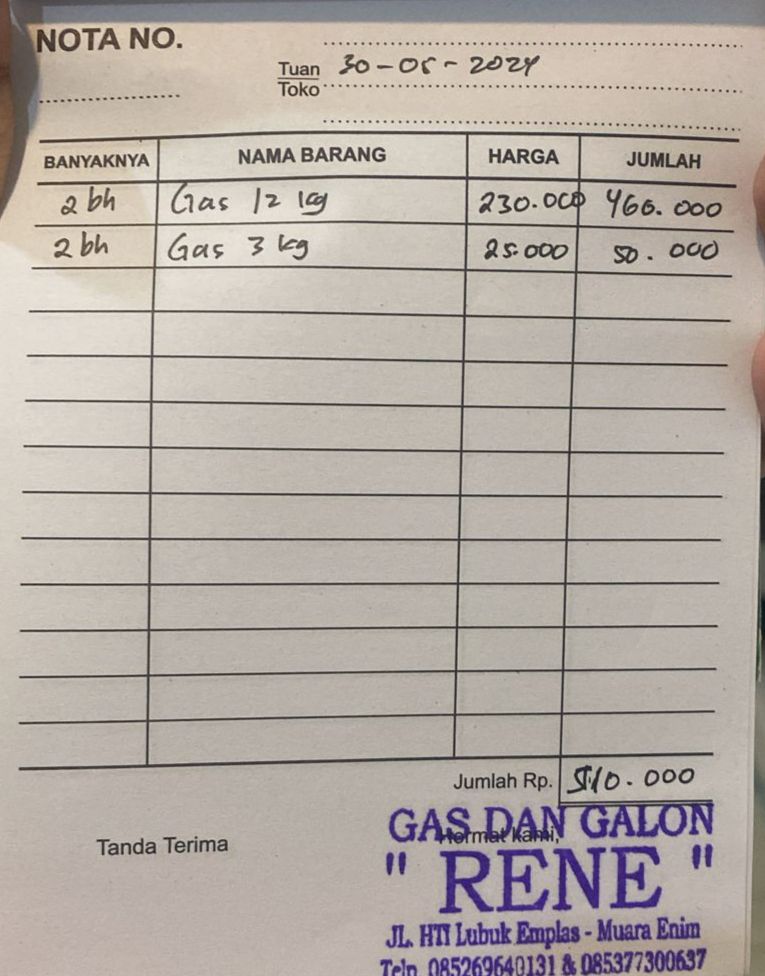 NOTA NO.
Tuan 30-05-2024
Toko
BANYAKNYA NAMA BARANG HARGA JUMLAH
2 bh Gas 12 kg 230.000 460.000
2 bh Gas 3 kg 25.000 50.000
Jumlah Rp. 510.000
Tanda Terima Hormat kami,
GAS DAN GALON
" RENE "
JL. HTI Lubuk Emplas - Muara Enim
Telp. 085269640131 & 085377300637